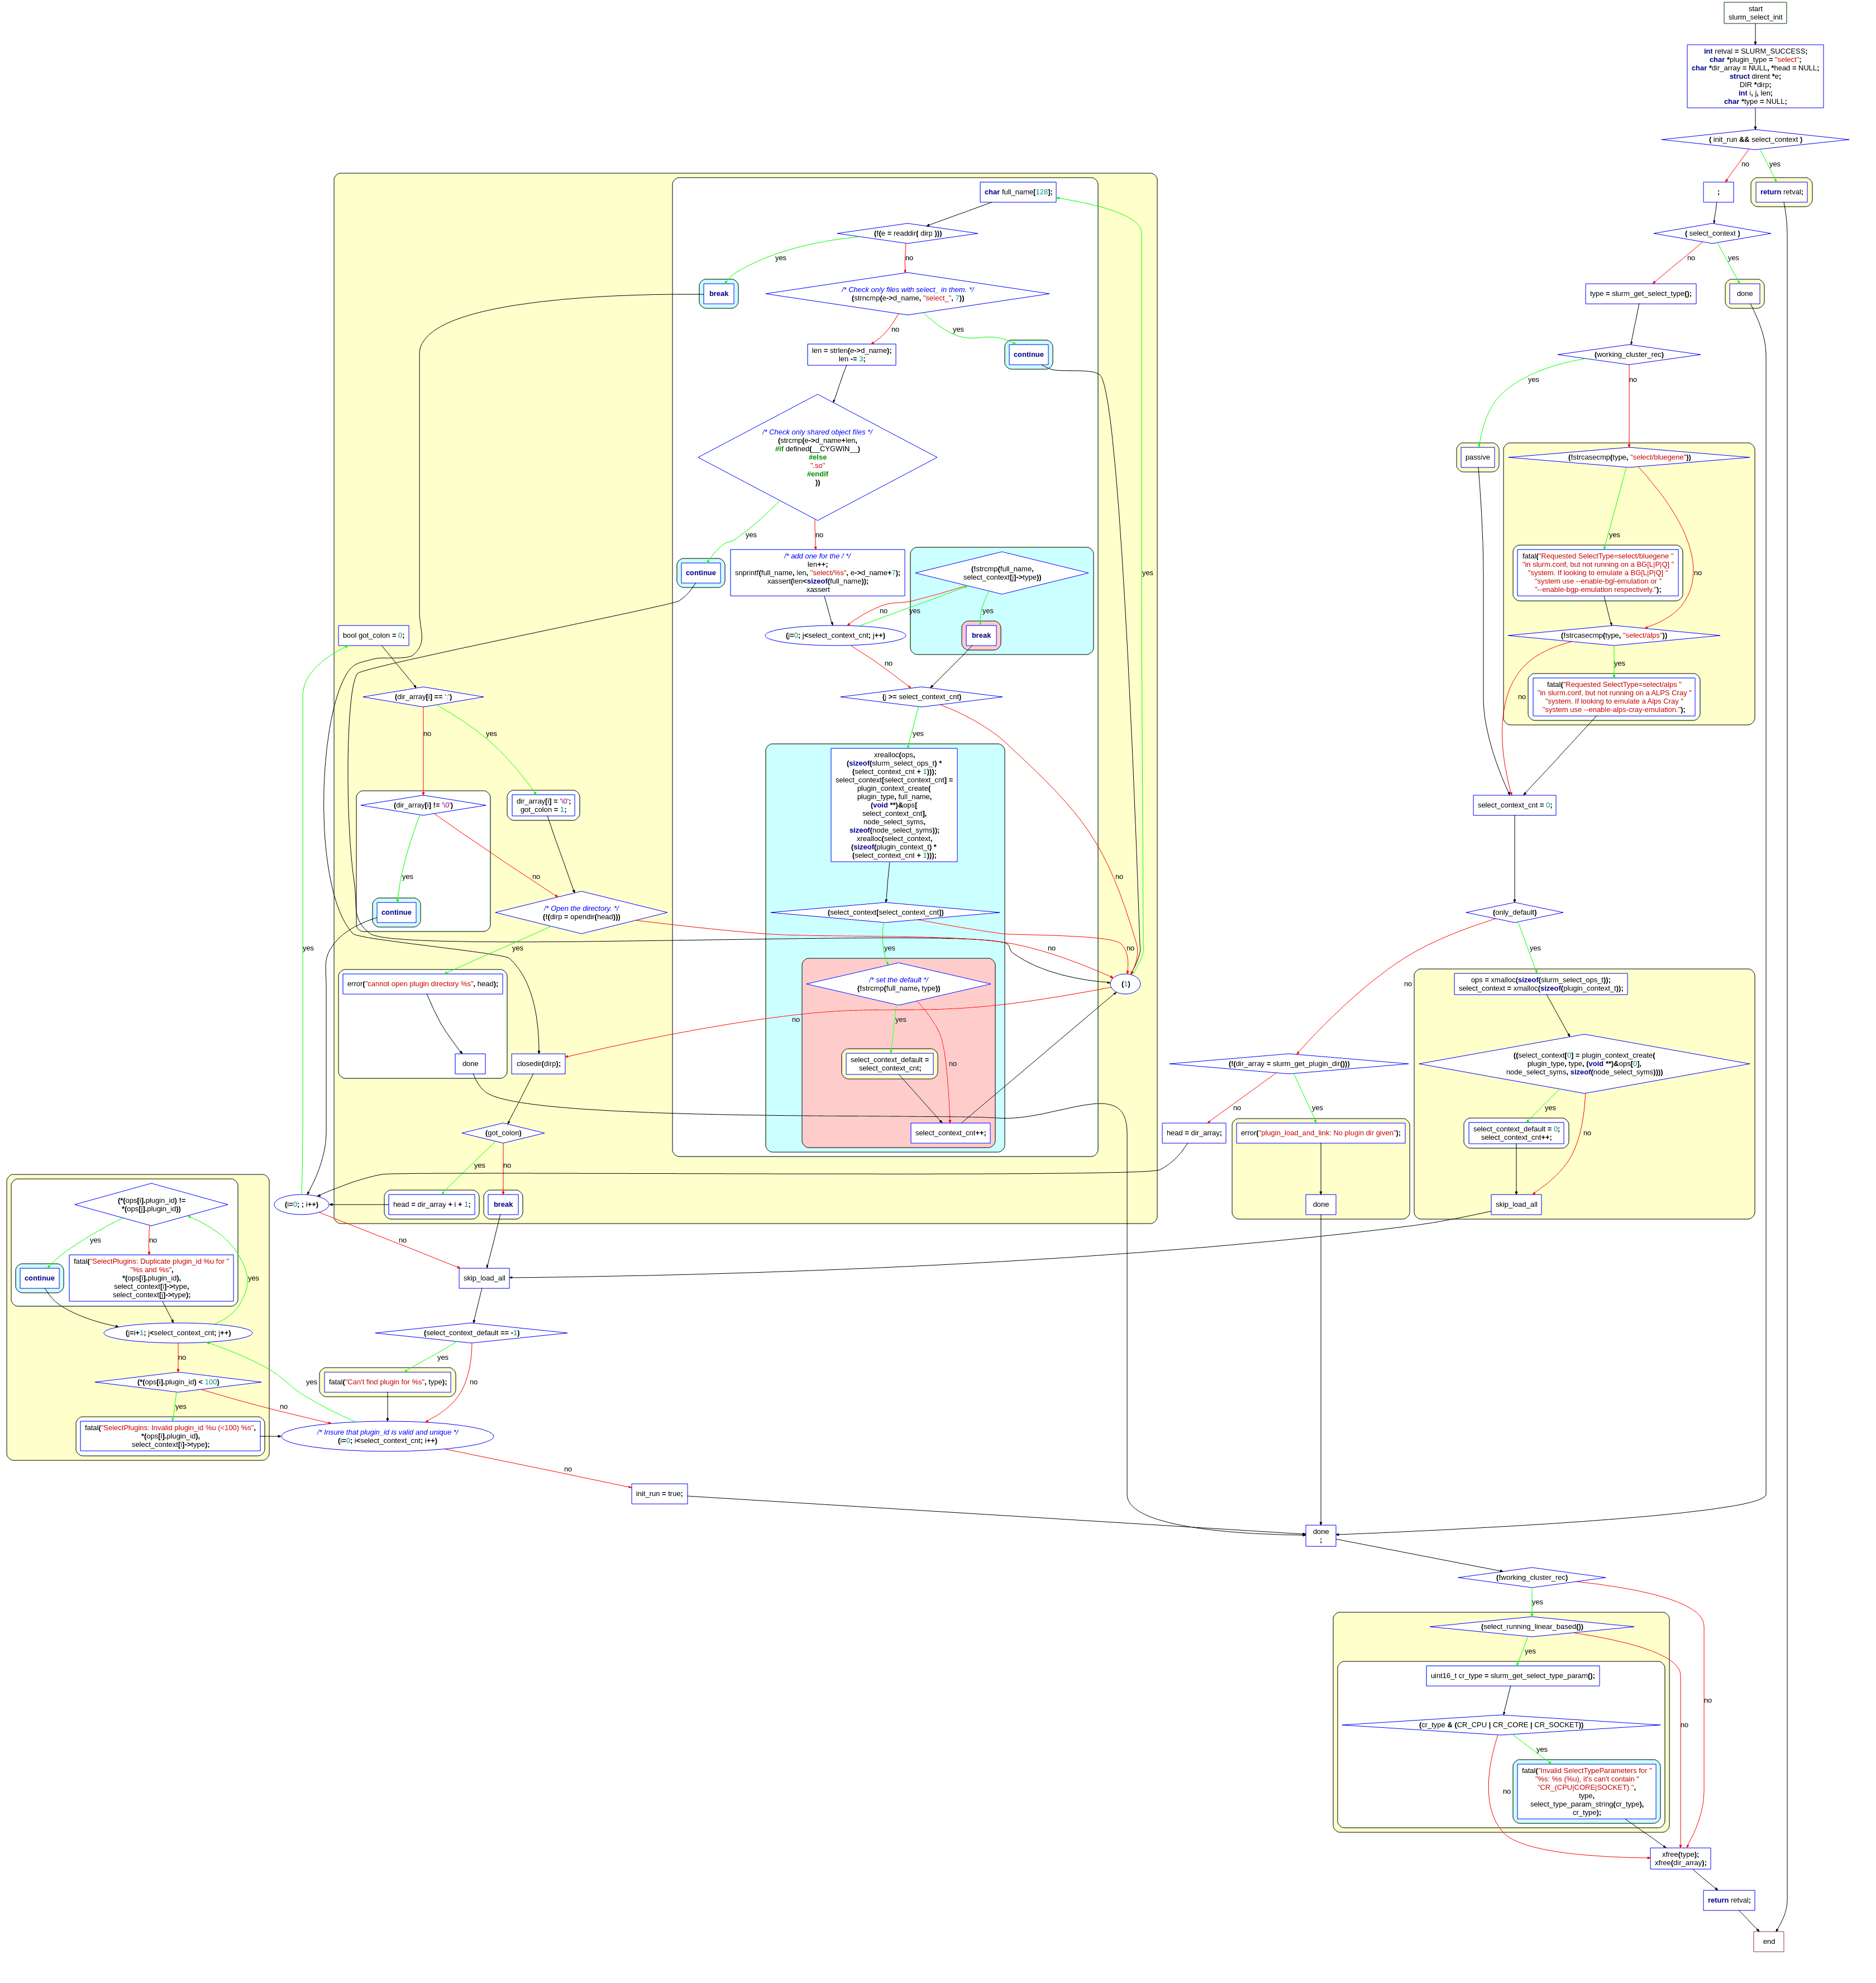 start
slurm_select_init
int retval = SLURM_SUCCESS;
char *plugin_type = "select";
char *dir_array = NULL, *head = NULL;
struct dirent *e;
DIR *dirp;
int i, j, len;
char *type = NULL;
( init_run && select_context )
no
yes
;
return retval;
( select_context )
no
yes
type = slurm_get_select_type();
done
(working_cluster_rec)
yes
no
passive
(!strcasecmp(type, "select/bluegene"))
yes
no
fatal("Requested SelectType=select/bluegene "
"in slurm.conf, but not running on a BG[L|P|Q] "
"system. If looking to emulate a BG[L|P|Q] "
"system use --enable-bgl-emulation or "
"--enable-bgp-emulation respectively.");
(!strcasecmp(type, "select/alps"))
yes
no
fatal("Requested SelectType=select/alps "
"in slurm.conf, but not running on a ALPS Cray "
"system. If looking to emulate a Alps Cray "
"system use --enable-alps-cray-emulation.");
select_context_cnt = 0;
(only_default)
yes
no
ops = xmalloc(sizeof(slurm_select_ops_t));
select_context = xmalloc(sizeof(plugin_context_t));
((select_context[0] = plugin_context_create(
plugin_type, type, (void **)&ops[0],
node_select_syms, sizeof(node_select_syms))))
yes
no
select_context_default = 0;
select_context_cnt++;
skip_load_all
(!(dir_array = slurm_get_plugin_dir()))
no
yes
head = dir_array;
error("plugin_load_and_link: No plugin dir given");
done
char full_name[128];
(!(e = readdir( dirp )))
yes
no
break
/* Check only files with select_ in them. */
(strncmp(e->d_name, "select_", 7))
no
yes
len = strlen(e->d_name);
len -= 3;
continue
/* Check only shared object files */
(strcmp(e->d_name+len,
#if defined(__CYGWIN__)
#else
".so"
#endif
))
yes
no
continue
/* add one for the / */
len++;
snprintf(full_name, len, "select/%s", e->d_name+7);
xassert(len<sizeof(full_name));
xassert
(!strcmp(full_name,
select_context[j]->type))
no
yes
yes
(j=0; j<select_context_cnt; j++)
break
no
yes
(j >= select_context_cnt)
yes
no
xrealloc(ops,
(sizeof(slurm_select_ops_t) *
(select_context_cnt + 1)));
select_context[select_context_cnt] =
plugin_context_create(
plugin_type, full_name,
(void **)&ops[
select_context_cnt],
node_select_syms,
sizeof(node_select_syms));
xrealloc(select_context,
(sizeof(plugin_context_t) *
(select_context_cnt + 1)));
(select_context[select_context_cnt])
yes
no
/* set the default */
(!strcmp(full_name, type))
yes
no
select_context_default =
select_context_cnt;
select_context_cnt++;
(1)
no
bool got_colon = 0;
(dir_array[i] == ':')
no
yes
(dir_array[i] != '\0')
dir_array[i] = '\0';
got_colon = 1;
yes
no
continue
/* Open the directory. */
(!(dirp = opendir(head)))
yes
no
yes
error("cannot open plugin directory %s", head);
done
closedir(dirp);
(got_colon)
yes
no
(i=0; ; i++)
head = dir_array + i + 1;
break
no
skip_load_all
(select_context_default == -1)
yes
no
fatal("Can't find plugin for %s", type);
(*(ops[i].plugin_id) !=
*(ops[j].plugin_id))
yes
no
continue
fatal("SelectPlugins: Duplicate plugin_id %u for "
"%s and %s",
*(ops[i].plugin_id),
select_context[i]->type,
select_context[j]->type);
yes
(j=i+1; j<select_context_cnt; j++)
no
yes
(*(ops[i].plugin_id) < 100)
yes
no
fatal("SelectPlugins: Invalid plugin_id %u (<100) %s",
*(ops[i].plugin_id),
select_context[i]->type);
/* Insure that plugin_id is valid and unique */
(i=0; i<select_context_cnt; i++)
no
init_run = true;
done
;
(!working_cluster_rec)
yes
no
(select_running_linear_based())
yes
no
uint16_t cr_type = slurm_get_select_type_param();
(cr_type & (CR_CPU | CR_CORE | CR_SOCKET))
yes
no
fatal("Invalid SelectTypeParameters for "
"%s: %s (%u), it's can't contain "
"CR_(CPU|CORE|SOCKET).",
type,
select_type_param_string(cr_type),
cr_type);
xfree(type);
xfree(dir_array);
return retval;
end